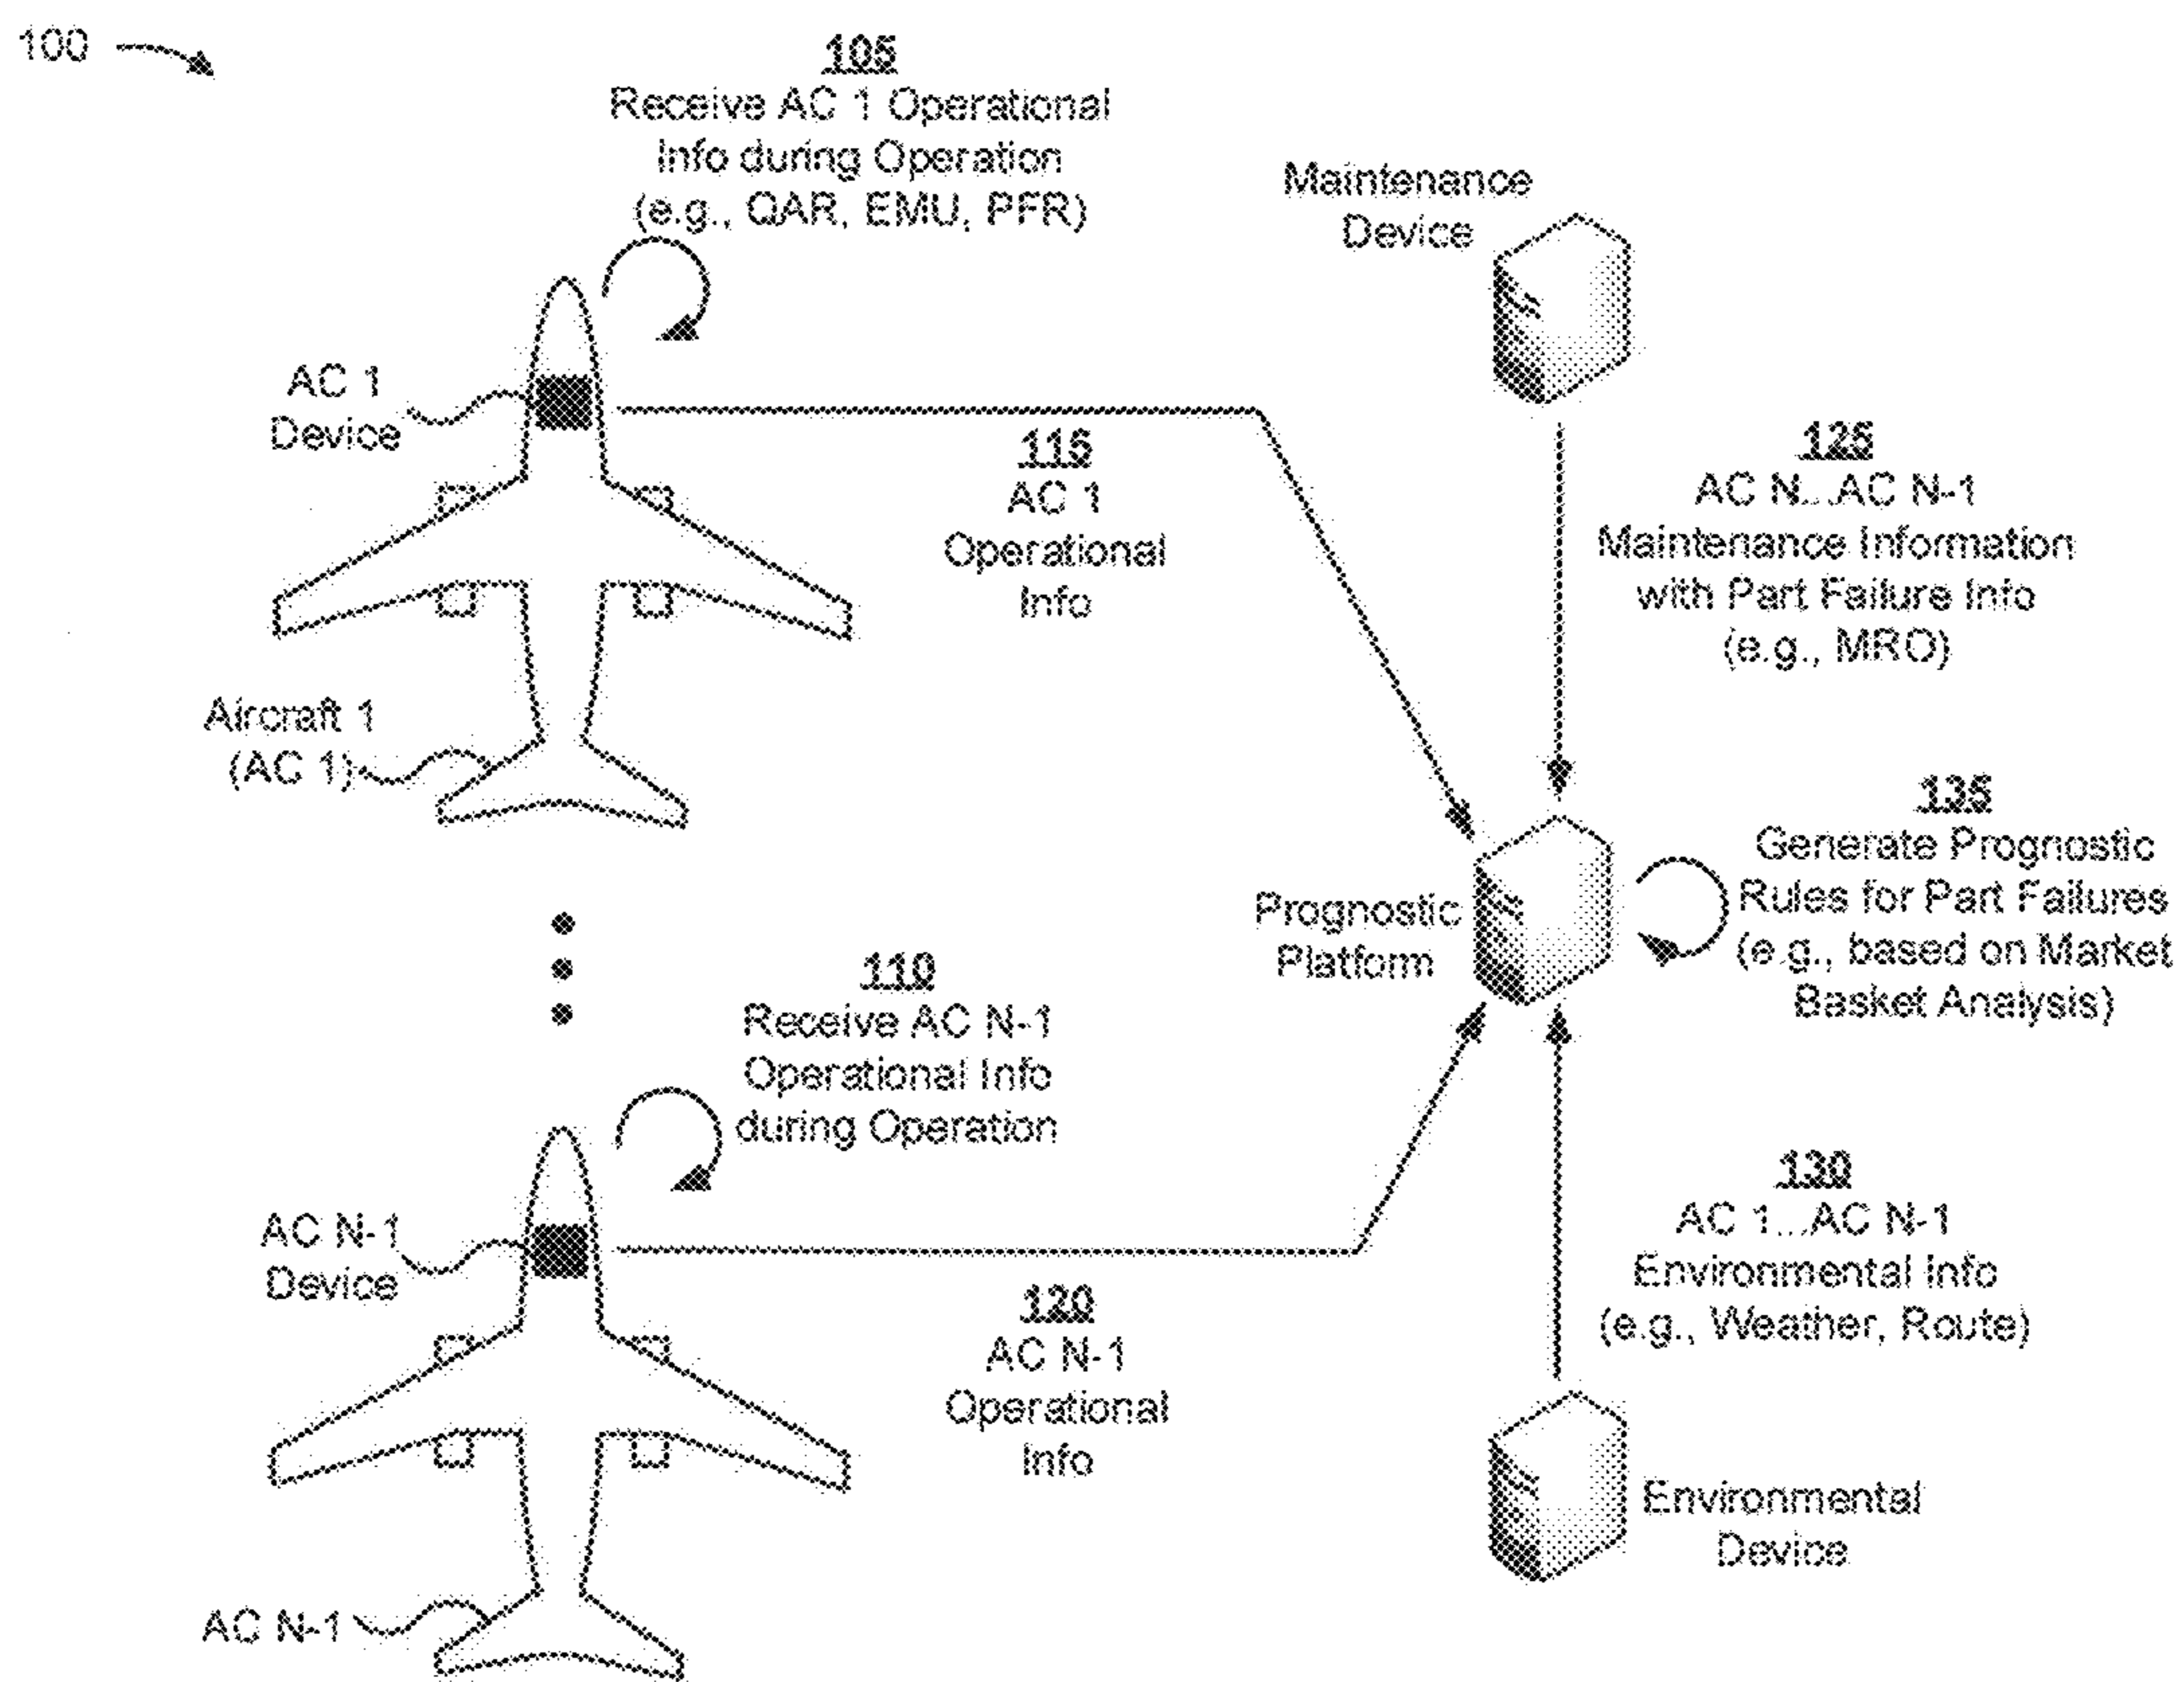 100
105
Receive AC 1 Operational
Info during Operation
(e.g., QAR, EMU, PFR)
Maintenance
Device
AC 1
Device
115
AC 1
Operational
Info
125
AC N...AC N-1
Maintenance Information
with Part Failure Info
(e.g., MRO)
Aircraft 1
(AC 1)
135
Generate Prognostic
Rules for Part Failures
(e.g., based on Market
Basket Analysis)
Prognostic
Platform
110
Receive AC N-1
Operational Info
during Operation
AC N-1
Device
120
AC N-1
Operational
Info
130
AC 1...AC N-1
Environmental Info
(e.g., Weather, Route)
Environmental
Device
AC N-1